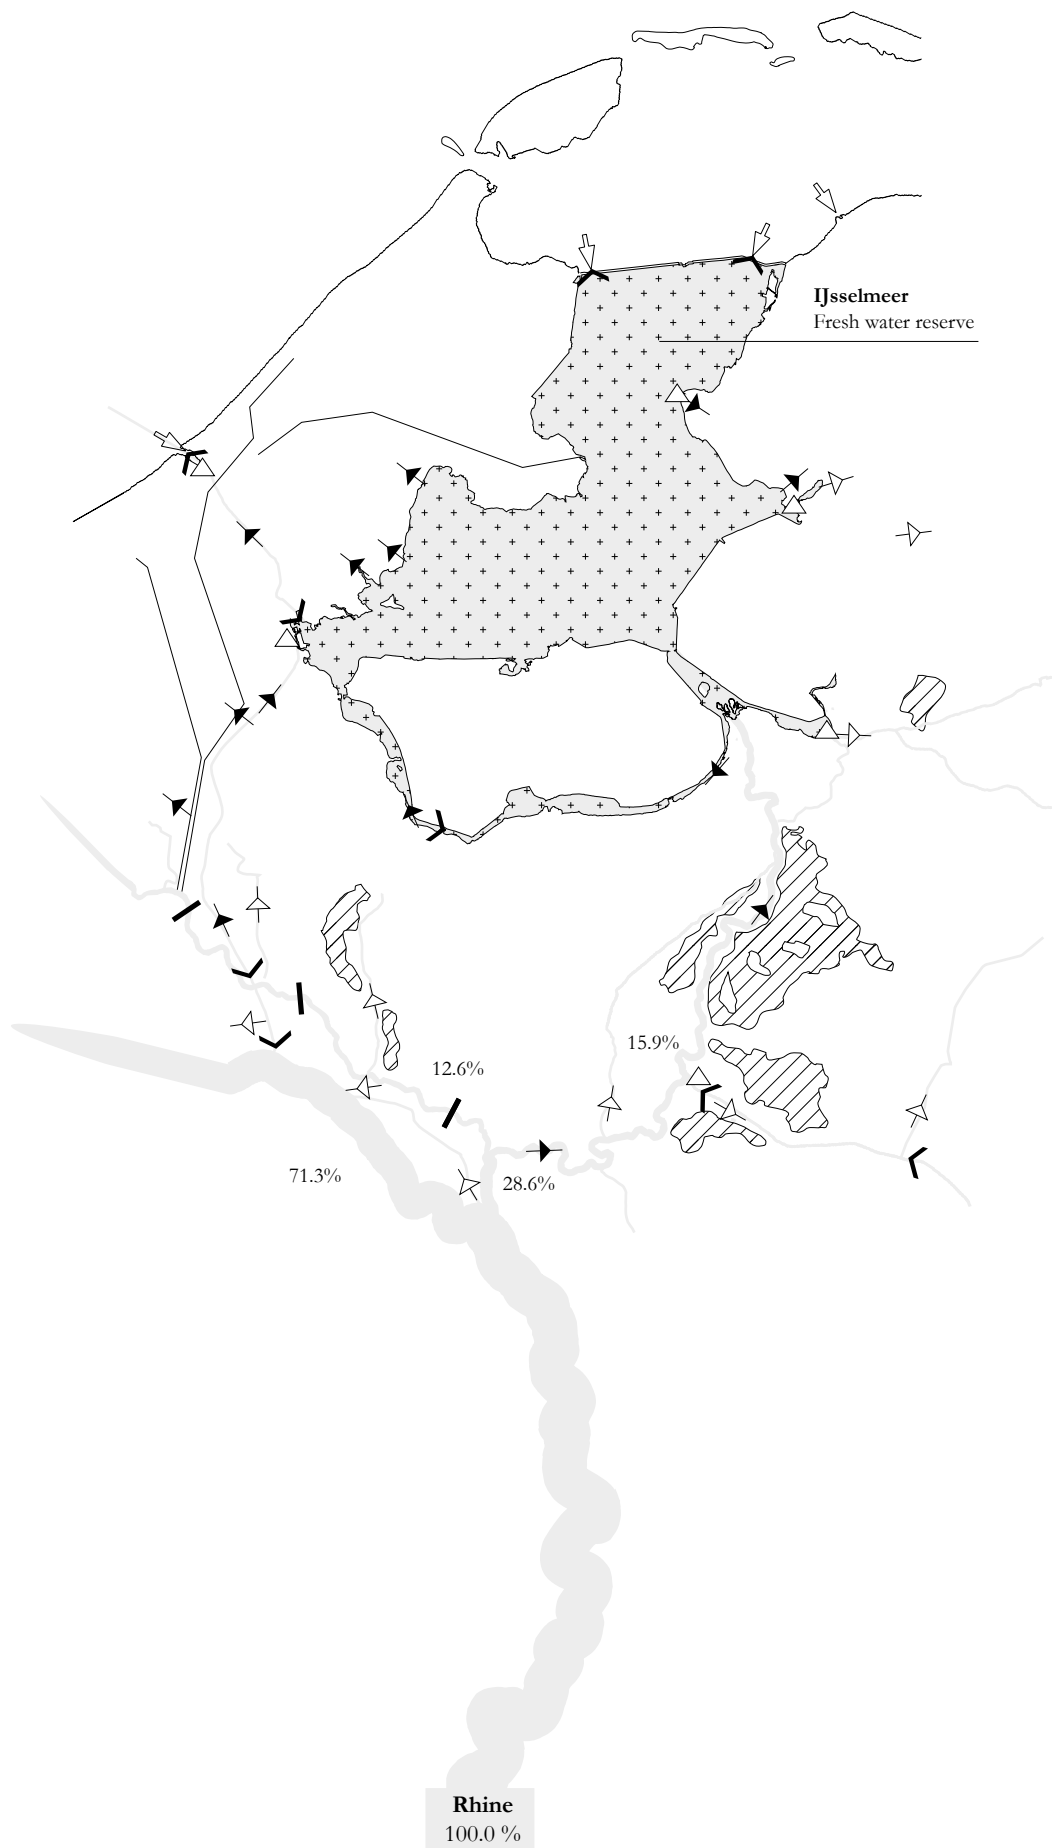 IJsselmeer
Fresh water reserve
15.9%
12.6%
71.3%
28.6%
Rhine
100.0 %